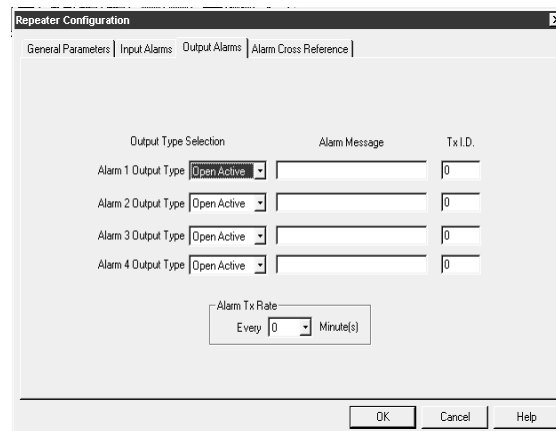 Repeater Configuration
General Parameters Input Alarms Output Alarms Alarm Cross Reference
Output Type Selection Alarm Message Tx I.D.
Alarm 1 Output Type Open Active 0
Alarm 2 Output Type Open Active 0
Alarm 3 Output Type Open Active 0
Alarm 4 Output Type Open Active 0
Alarm Tx Rate
Every 0 Minute(s)
OK Cancel Help